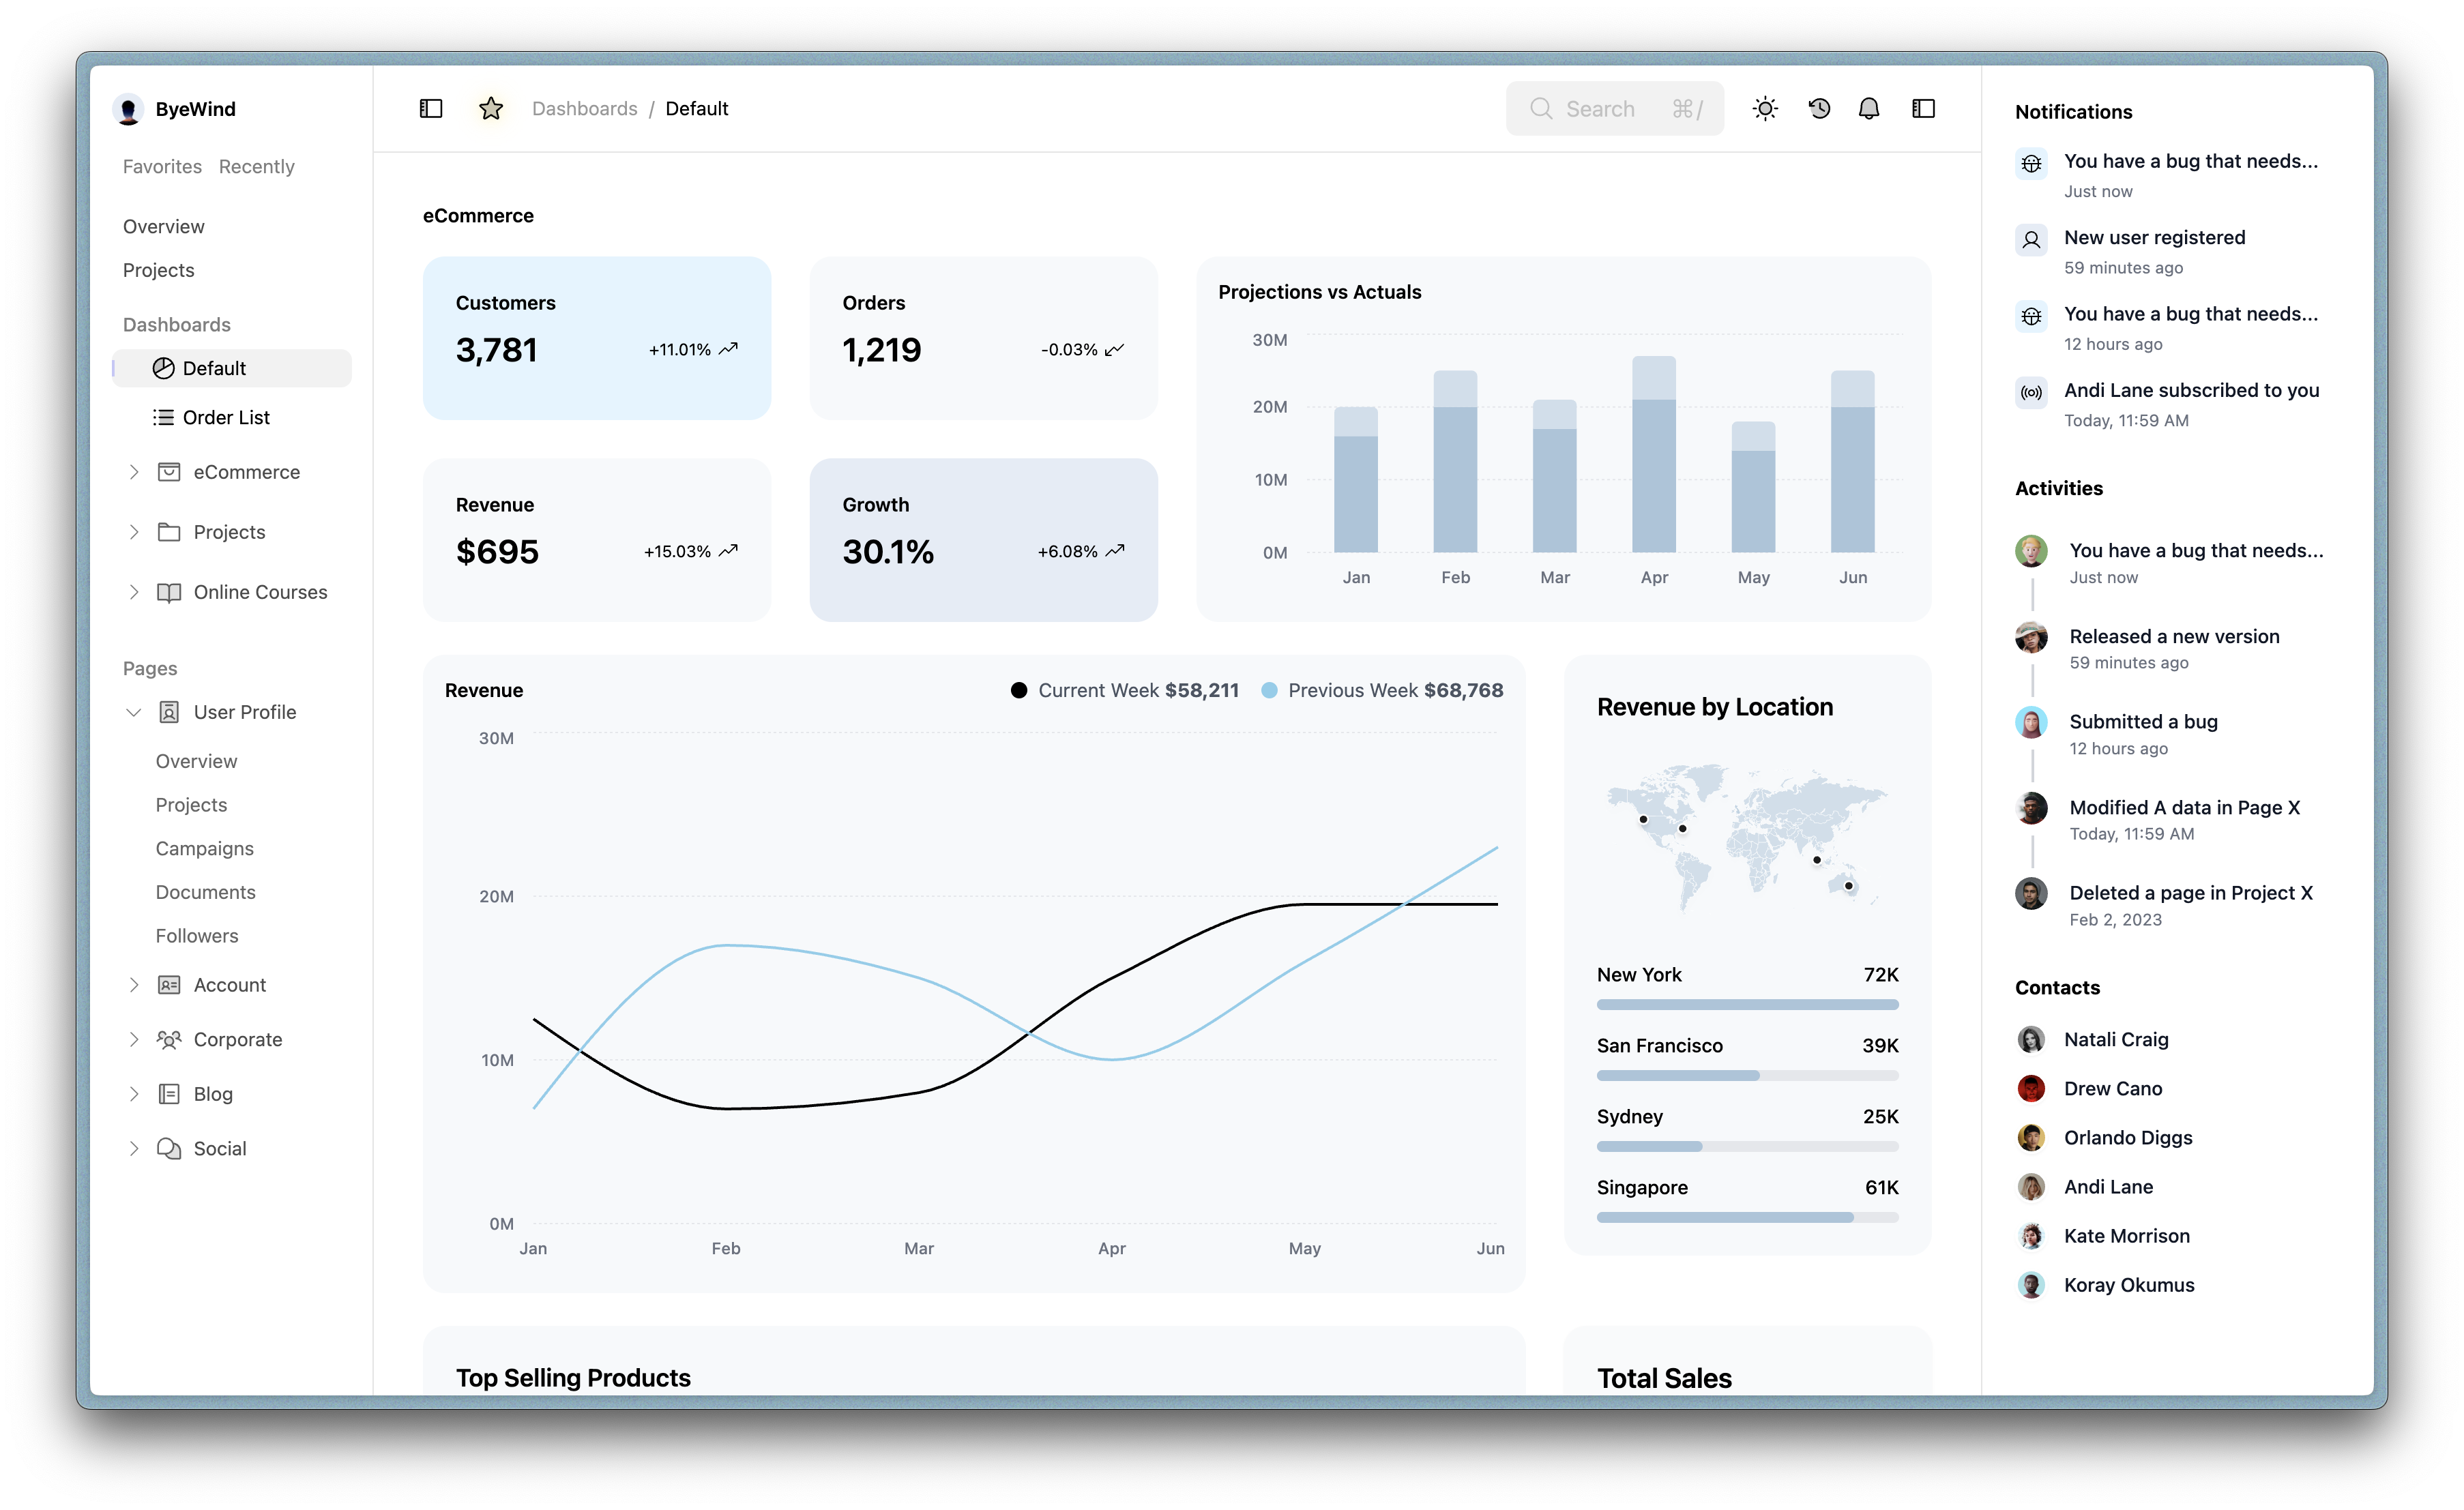 ByeWind
Favorites Recently
Overview
Projects
Dashboards
Default
Order List
eCommerce
Projects
Online Courses
Pages
User Profile
Overview
Projects
Campaigns
Documents
Followers
Account
Corporate
Blog
Social
Dashboards / Default
Search ⌘/
eCommerce
Customers
3,781 +11.01%
Orders
1,219 -0.03%
Revenue
$695 +15.03%
Growth
30.1% +6.08%
Projections vs Actuals
30M
20M
10M
0M
Jan Feb Mar Apr May Jun
Revenue Current Week $58,211 Previous Week $68,768
30M
20M
10M
0M
Jan Feb Mar Apr May Jun
Revenue by Location
New York 72K
San Francisco 39K
Sydney 25K
Singapore 61K
Top Selling Products
Total Sales
Notifications
You have a bug that needs...
Just now
New user registered
59 minutes ago
You have a bug that needs...
12 hours ago
Andi Lane subscribed to you
Today, 11:59 AM
Activities
You have a bug that needs...
Just now
Released a new version
59 minutes ago
Submitted a bug
12 hours ago
Modified A data in Page X
Today, 11:59 AM
Deleted a page in Project X
Feb 2, 2023
Contacts
Natali Craig
Drew Cano
Orlando Diggs
Andi Lane
Kate Morrison
Koray Okumus